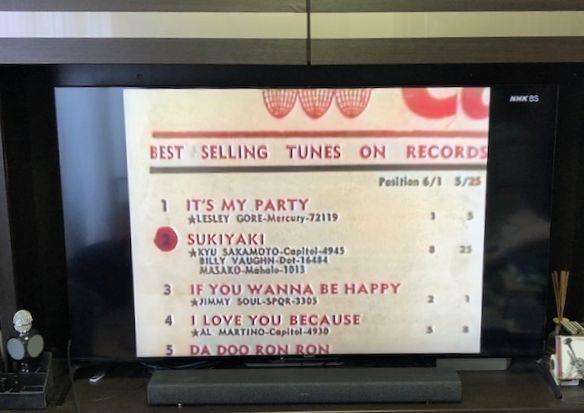 NHK BS
BEST SELLING TUNES ON RECORDS
Position 6/1 5/25
1 IT'S MY PARTY
★LESLEY GORE-Mercury-72119 1 5
2 SUKIYAKI
★KYU SAKAMOTO-Capitol-4945 8 25
BILLY VAUGHN-Dot-16484
MASAKO-Mahalo-1013
3 IF YOU WANNA BE HAPPY
★JIMMY SOUL-SPQR-3305 2 1
4 I LOVE YOU BECAUSE
★AL MARTINO-Capitol-4930 5 8
5 DA DOO RON RON